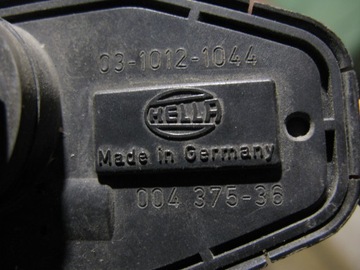 03-1012-1044
HELLA
Made in Germany
004 375-36